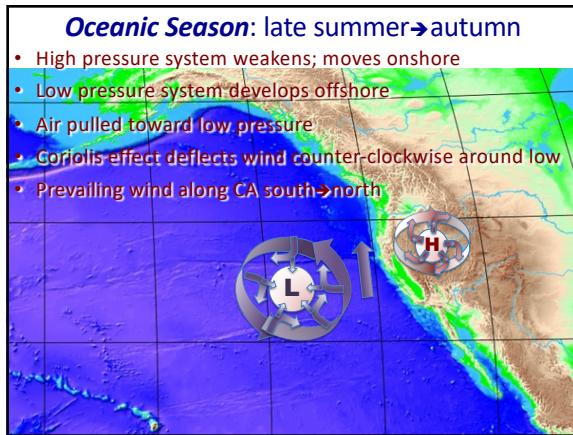 Oceanic Season: late summer➔autumn
• High pressure system weakens; moves onshore
• Low pressure system develops offshore
• Air pulled toward low pressure
• Coriolis effect deflects wind counter-clockwise around low
• Prevailing wind along CA south➔north
H
L